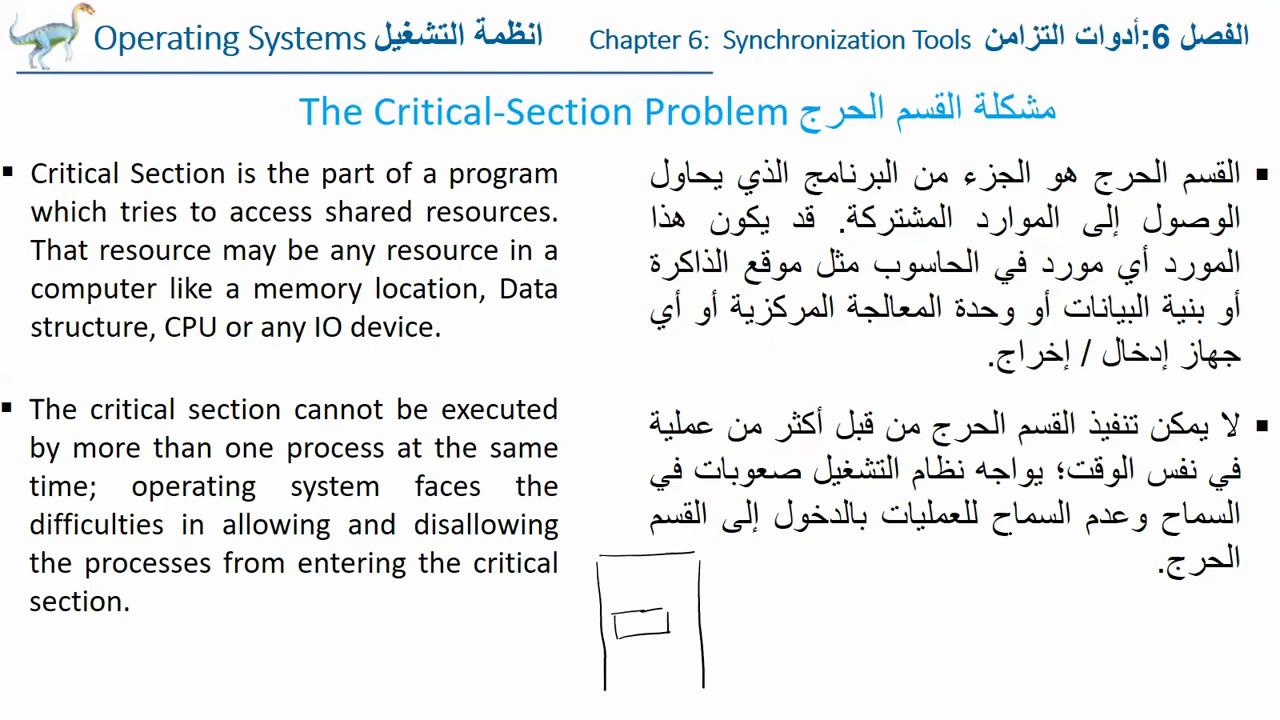 Operating Systems انظمة التشغيل
Chapter 6: Synchronization Tools الفصل 6:أدوات التزامن
The Critical-Section Problem مشكلة القسم الحرج
▪ Critical Section is the part of a program
which tries to access shared resources.
That resource may be any resource in a
computer like a memory location, Data
structure, CPU or any IO device.
▪ The critical section cannot be executed
by more than one process at the same
time; operating system faces the
difficulties in allowing and disallowing
the processes from entering the critical
section.
▪ القسم الحرج هو الجزء من البرنامج الذي يحاول
الوصول إلى الموارد المشتركة. قد يكون هذا
المورد أي مورد في الحاسوب مثل موقع الذاكرة
أو بنية البيانات أو وحدة المعالجة المركزية أو أي
جهاز إدخال / إخراج.
▪ لا يمكن تنفيذ القسم الحرج من قبل أكثر من عملية
في نفس الوقت؛ يواجه نظام التشغيل صعوبات في
السماح وعدم السماح للعمليات بالدخول إلى القسم
الحرج.